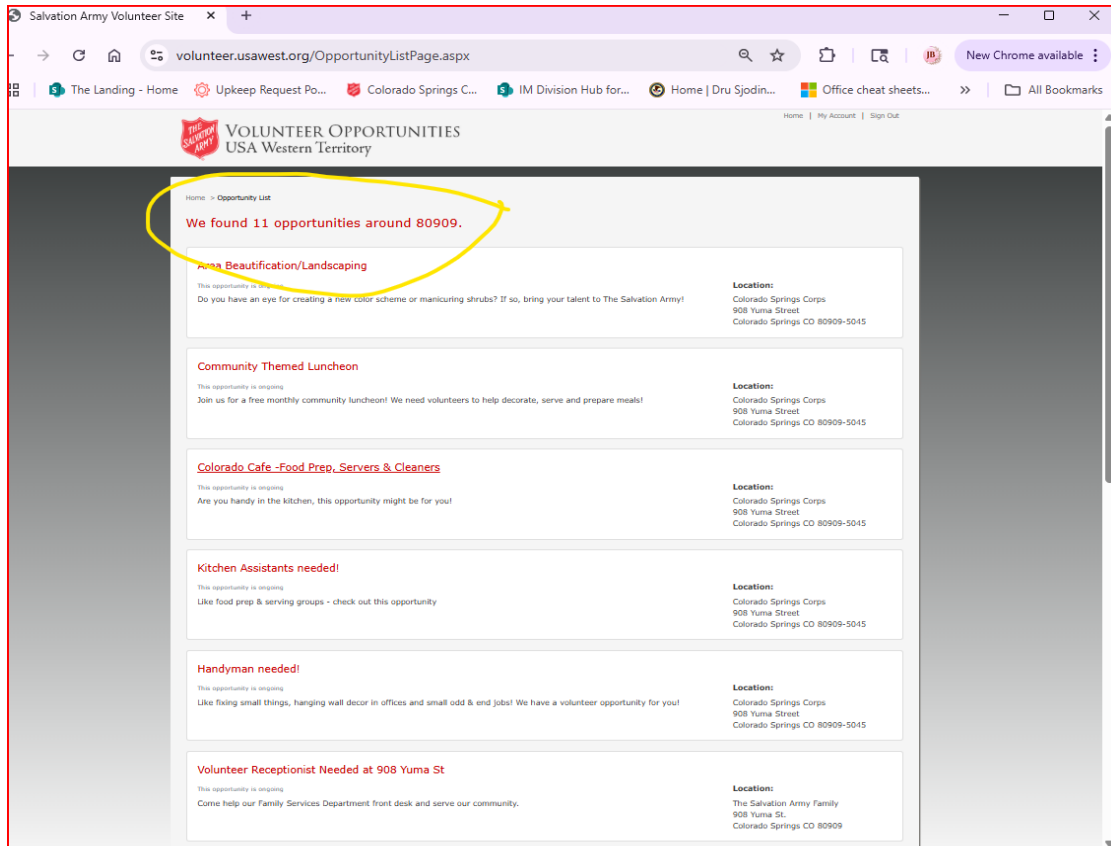 Salvation Army Volunteer Site
volunteer.usawest.org/OpportunityListPage.aspx
JB
New Chrome available
The Landing - Home
Upkeep Request Po...
Colorado Springs C...
IM Division Hub for...
Home | Dru Sjodin...
Office cheat sheets...
All Bookmarks
Home | My Account | Sign Out
THE SALVATION ARMY
VOLUNTEER OPPORTUNITIES
USA Western Territory
Home > Opportunity List
We found 11 opportunities around 80909.
Area Beautification/Landscaping
This opportunity is ongoing
Do you have an eye for creating a new color scheme or manicuring shrubs? If so, bring your talent to The Salvation Army!
Location:
Colorado Springs Corps
908 Yuma Street
Colorado Springs CO 80909-5045
Community Themed Luncheon
This opportunity is ongoing
Join us for a free monthly community luncheon! We need volunteers to help decorate, serve and prepare meals!
Location:
Colorado Springs Corps
908 Yuma Street
Colorado Springs CO 80909-5045
Colorado Cafe -Food Prep, Servers & Cleaners
This opportunity is ongoing
Are you handy in the kitchen, this opportunity might be for you!
Location:
Colorado Springs Corps
908 Yuma Street
Colorado Springs CO 80909-5045
Kitchen Assistants needed!
This opportunity is ongoing
Like food prep & serving groups - check out this opportunity
Location:
Colorado Springs Corps
908 Yuma Street
Colorado Springs CO 80909-5045
Handyman needed!
This opportunity is ongoing
Like fixing small things, hanging wall decor in offices and small odd & end jobs! We have a volunteer opportunity for you!
Location:
Colorado Springs Corps
908 Yuma Street
Colorado Springs CO 80909-5045
Volunteer Receptionist Needed at 908 Yuma St
This opportunity is ongoing
Come help our Family Services Department front desk and serve our community.
Location:
The Salvation Army Family
908 Yuma St.
Colorado Springs CO 80909